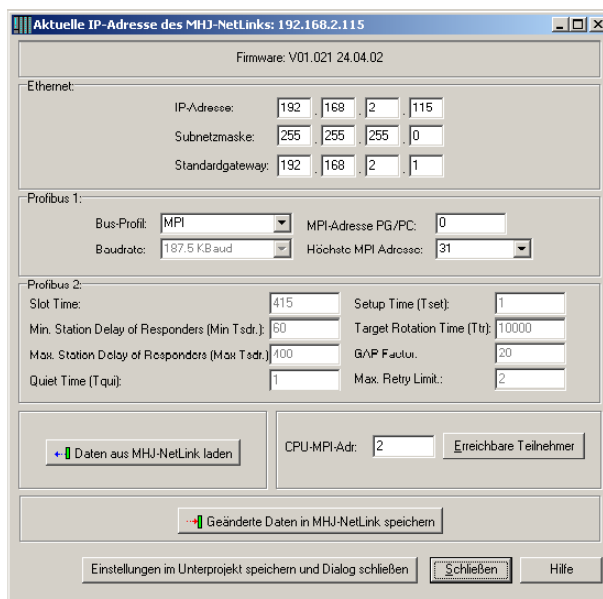 Aktuelle IP-Adresse des MHJ-NetLinks: 192.168.2.115
Firmware: V01.021 24.04.02
Ethernet:
IP-Adresse: 192 . 168 . 2 . 115
Subnetzmaske: 255 . 255 . 255 . 0
Standardgateway: 192 . 168 . 2 . 1
Profibus 1:
Bus-Profil: MPI MPI-Adresse PG/PC: 0
Baudrate: 187.5 KBaud Höchste MPI Adresse: 31
Profibus 2:
Slot Time: 415 Setup Time (Tset): 1
Min. Station Delay of Responders (Min Tsdr.): 60 Target Rotation Time (Ttr): 10000
Max. Station Delay of Responders (Max Tsdr.) 400 GAP Factor: 20
Quiet Time (Tqui): 1 Max. Retry Limit.: 2
Daten aus MHJ-NetLink laden CPU-MPI-Adr: 2 Erreichbare Teilnehmer
Geänderte Daten in MHJ-NetLink speichern
Einstellungen im Unterprojekt speichern und Dialog schließen Schließen Hilfe